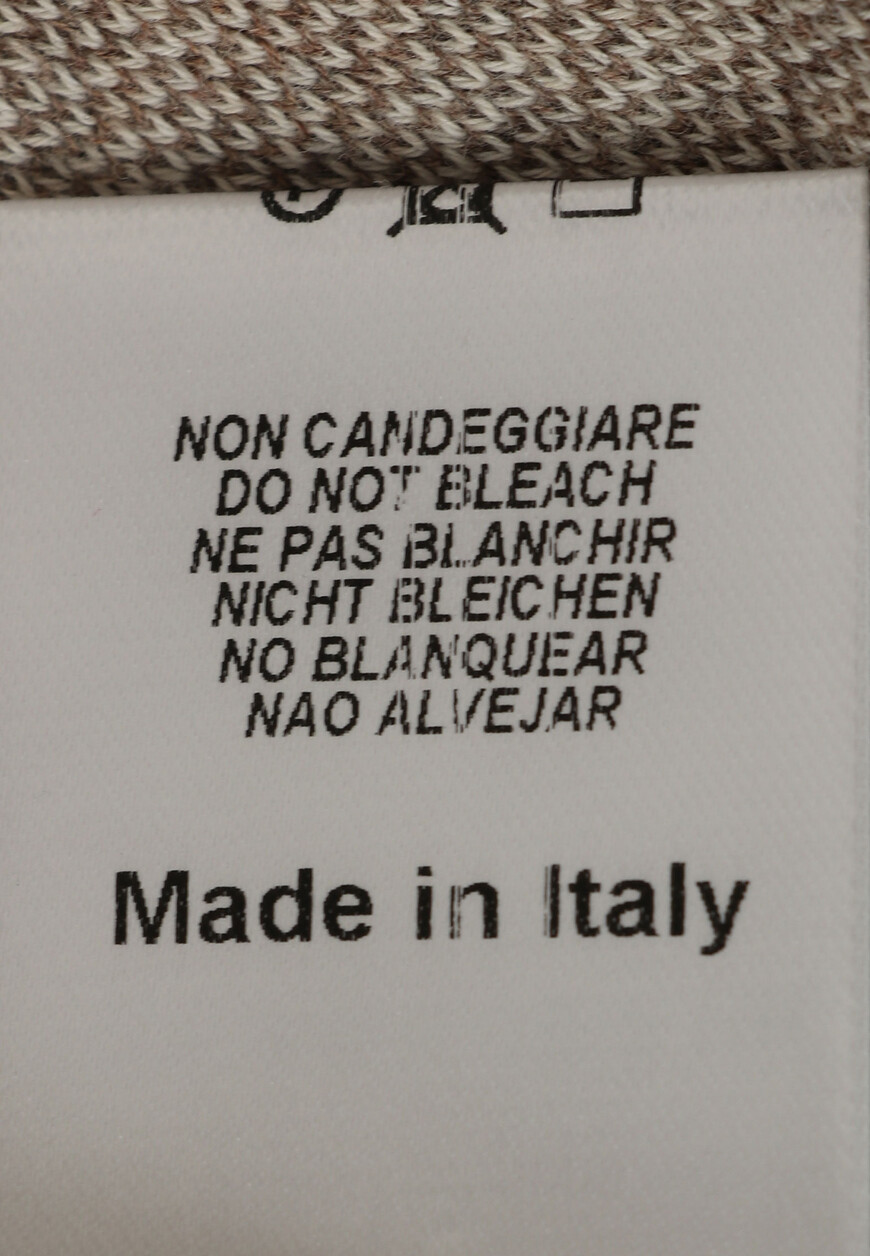 NON CANDEGGIARE
DO NOT BLEACH
NE PAS BLANCHIR
NICHT BLEICHEN
NO BLANQUEAR
NAO ALVEJAR
Made in Italy